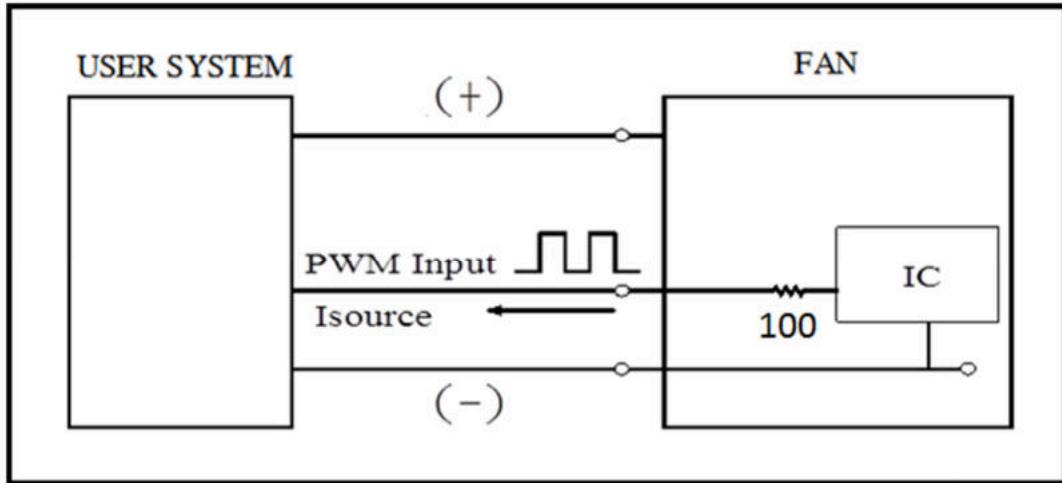 USER SYSTEM
FAN
(+)
PWM Input
Isource
IC
100
(-)